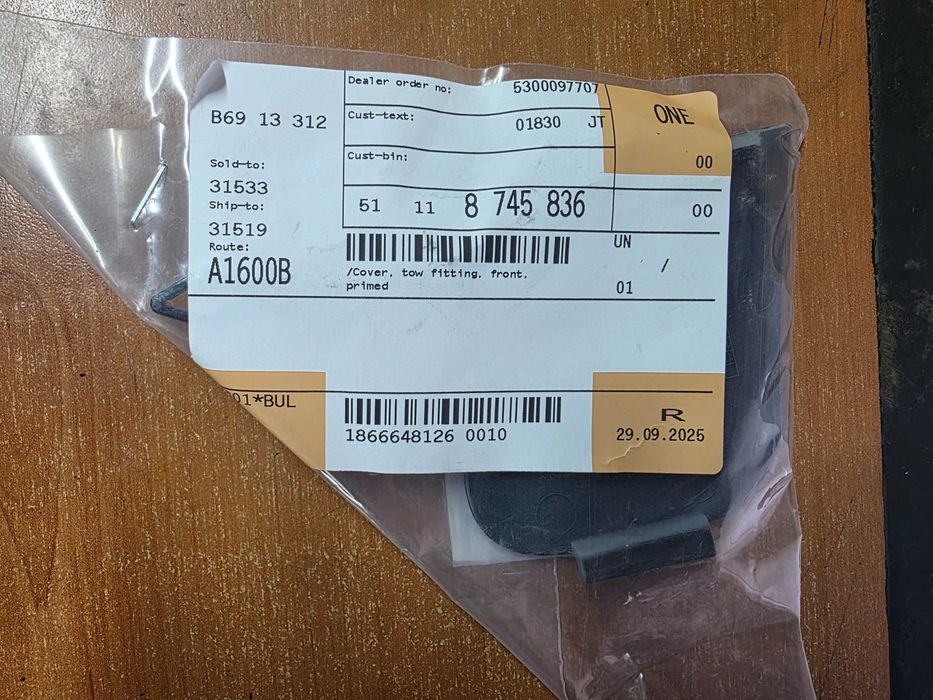 B69 13 312
Sold-to:
31533
Ship-to:
31519
Route:
A1600B
Dealer order no: 5300097707
Cust-text: 01830 JT
Cust-bin:
ONE
00
51 11 8 745 836 00
/Cover, tow fitting, front,
primed
UN /
01
01*BUL
1866648126 0010
R
29.09.2025